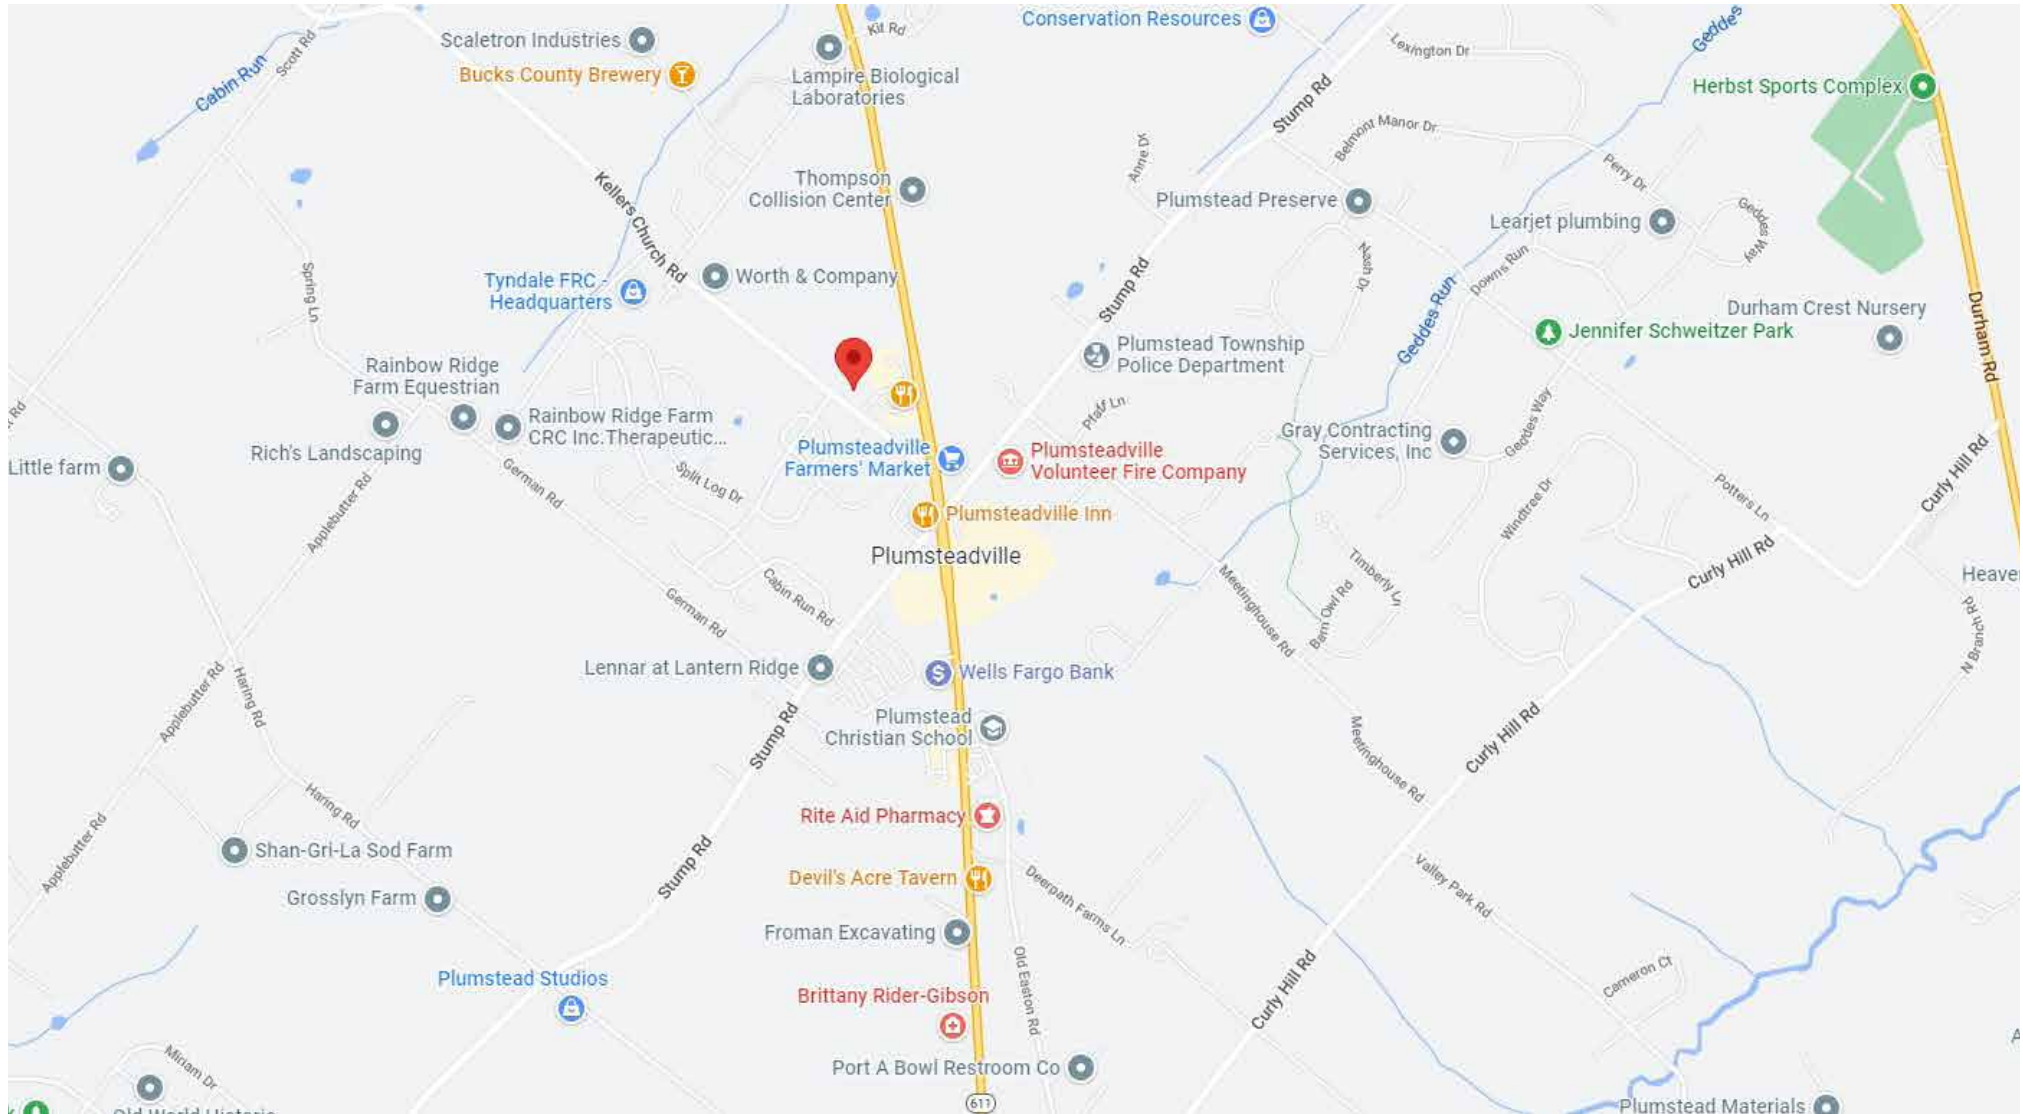 Conservation Resources
Kit Rd
Scaletron Industries
Scott Rd
Lexington Dr
Geddes
Cabin Run
Bucks County Brewery
Lampire Biological
Laboratories
Herbst Sports Complex
Stump Rd
Belmont Manor Dr
Anne Dr
Perry Dr
Thompson
Collision Center
Plumstead Preserve
Learjet plumbing
Geddes Way
Kellers Church Rd
Nash Dr
Downs Run
Spring Ln
Tyndale FRC -
Headquarters
Worth & Company
Stump Rd
Geddes Run
Durham Crest Nursery
Durham Rd
Jennifer Schweitzer Park
Plumstead Township
Police Department
Rainbow Ridge
Farm Equestrian
Rainbow Ridge Farm
CRC Inc.Therapeutic...
Rich's Landscaping
Pfaff Ln
Geddes Way
Rd
Little farm
Plumsteadville
Farmers' Market
Plumsteadville
Volunteer Fire Company
Gray Contracting
Services, Inc
German Rd
Split Log Dr
Applebutter Rd
Potters Ln
Curly Hill Rd
Windtree Dr
Plumsteadville Inn
Plumsteadville
Timberly Ln
Curly Hill Rd
Cabin Run Rd
German Rd
Meetinghouse Rd
Barn Owl Rd
N Branch Rd
Lennar at Lantern Ridge
Wells Fargo Bank
Applebutter Rd
Haring Rd
Plumstead
Christian School
Stump Rd
Meetinghouse Rd
Curly Hill Rd
Haring Rd
Rite Aid Pharmacy
Applebutter Rd
Shan-Gri-La Sod Farm
Stump Rd
Devil's Acre Tavern
Deerpath Farms Ln
Valley Park Rd
Grosslyn Farm
Froman Excavating
Plumstead Studios
Old Easton Rd
Curly Hill Rd
Cameron Ct
Brittany Rider-Gibson
Miriam Dr
Port A Bowl Restroom Co
611
Plumstead Materials